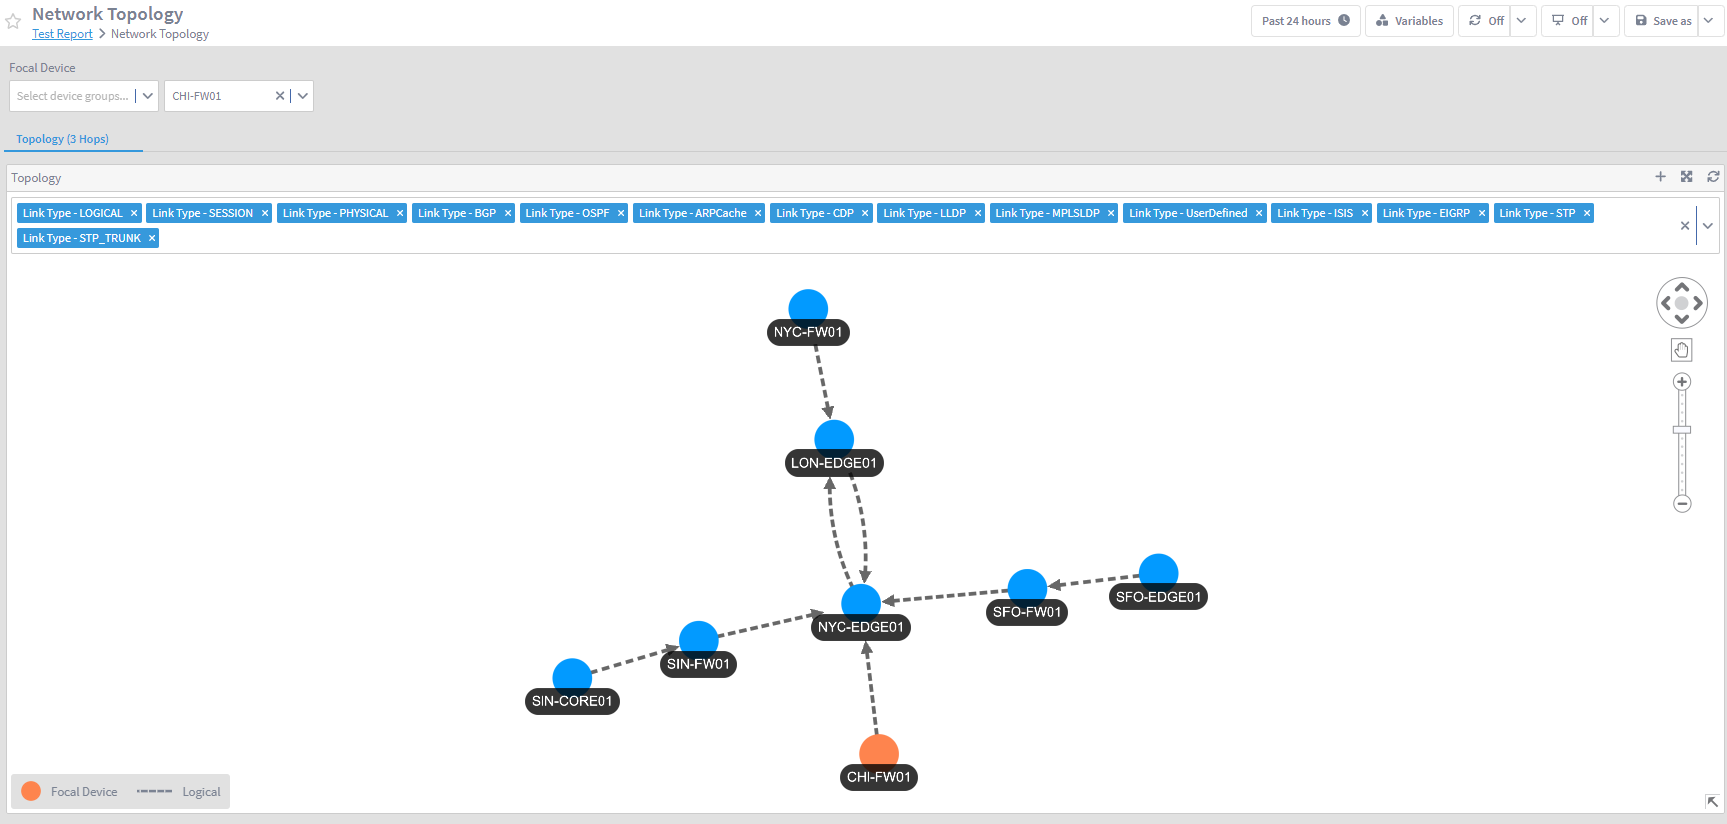 Network Topology
Test Report > Network Topology
Past 24 hours
Variables
Off
Off
Save as
Focal Device
Select device groups...
CHI-FW01
Topology (3 Hops)
Topology
Link Type - LOGICAL × Link Type - SESSION × Link Type - PHYSICAL × Link Type - BGP × Link Type - OSPF × Link Type - ARPCache × Link Type - CDP × Link Type - LLDP × Link Type - MPLSLDP × Link Type - UserDefined × Link Type - ISIS × Link Type - EIGRP × Link Type - STP ×
Link Type - STP_TRUNK ×
NYC-FW01
LON-EDGE01
SFO-EDGE01
SFO-FW01
NYC-EDGE01
SIN-FW01
SIN-CORE01
CHI-FW01
Focal Device
Logical